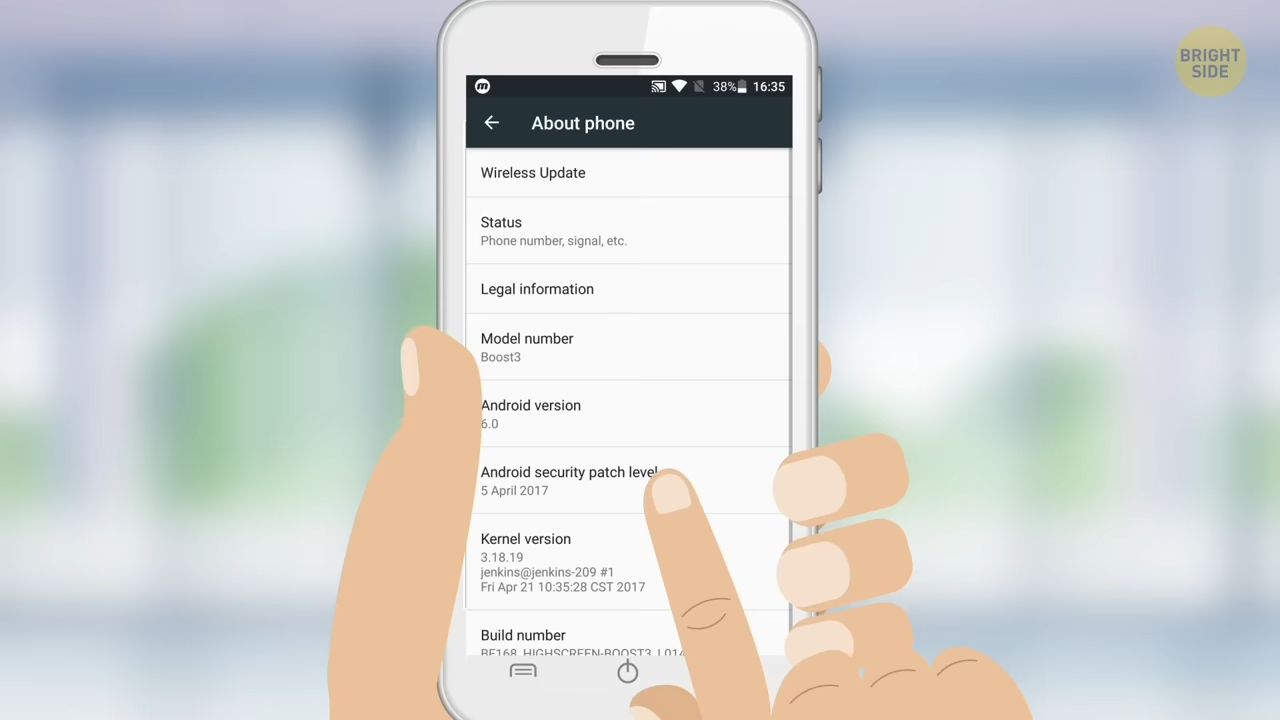 BRIGHT
SIDE
38% 16:35
About phone
Wireless Update
Status
Phone number, signal, etc.
Legal information
Model number
Boost3
Android version
6.0
Android security patch level
5 April 2017
Kernel version
3.18.19
jenkins@jenkins-209 #1
Fri Apr 21 10:35:28 CST 2017
Build number
BF168_HIGHSCREEN-BOOST3_L014